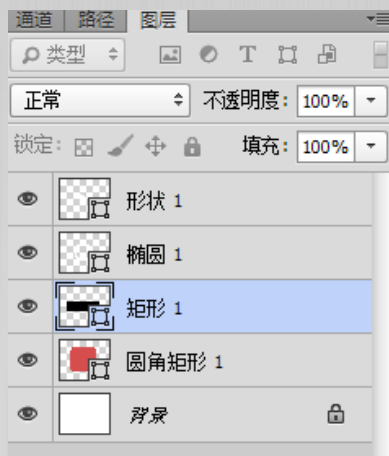 通道 路径 图层
类型 T
正常 不透明度: 100%
锁定: 填充: 100%
形状 1
椭圆 1
矩形 1
圆角矩形 1
背景